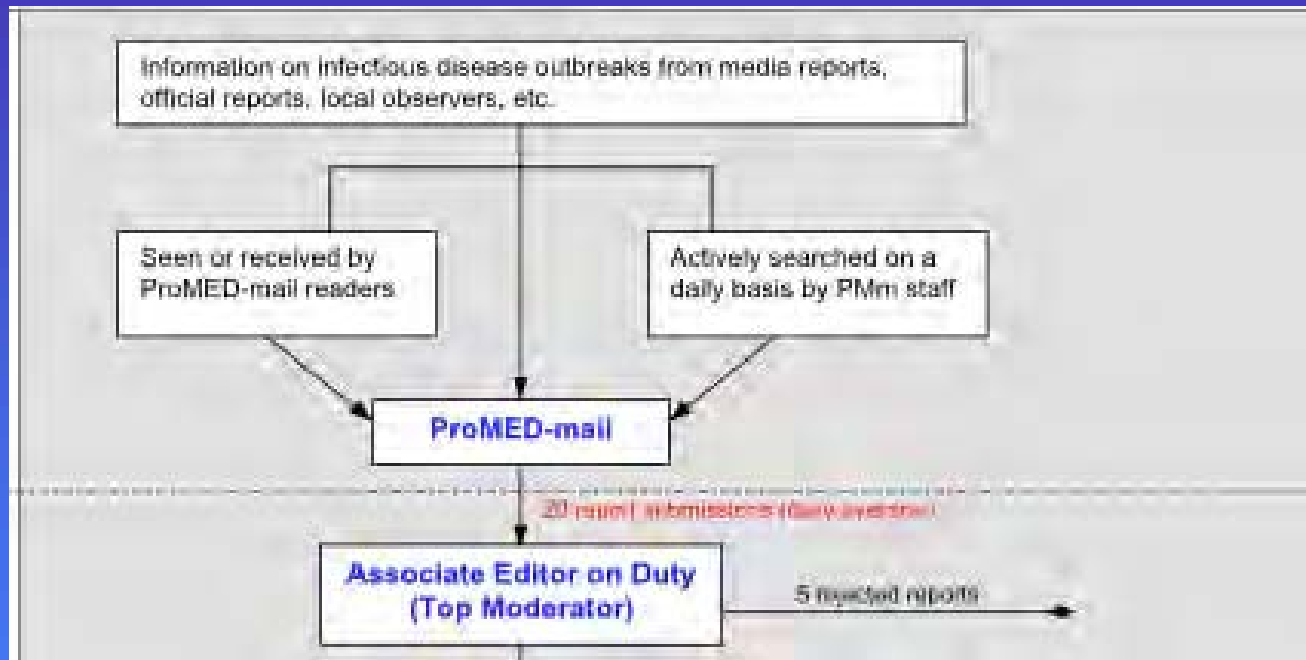 Information on infectious disease outbreaks from media reports,
official reports, local observers, etc.
Seen or received by
ProMED-mail readers
Actively searched on a
daily basis by PMm staff
ProMED-mail
20 report submissions (daily average)
Associate Editor on Duty
(Top Moderator)
5 rejected reports